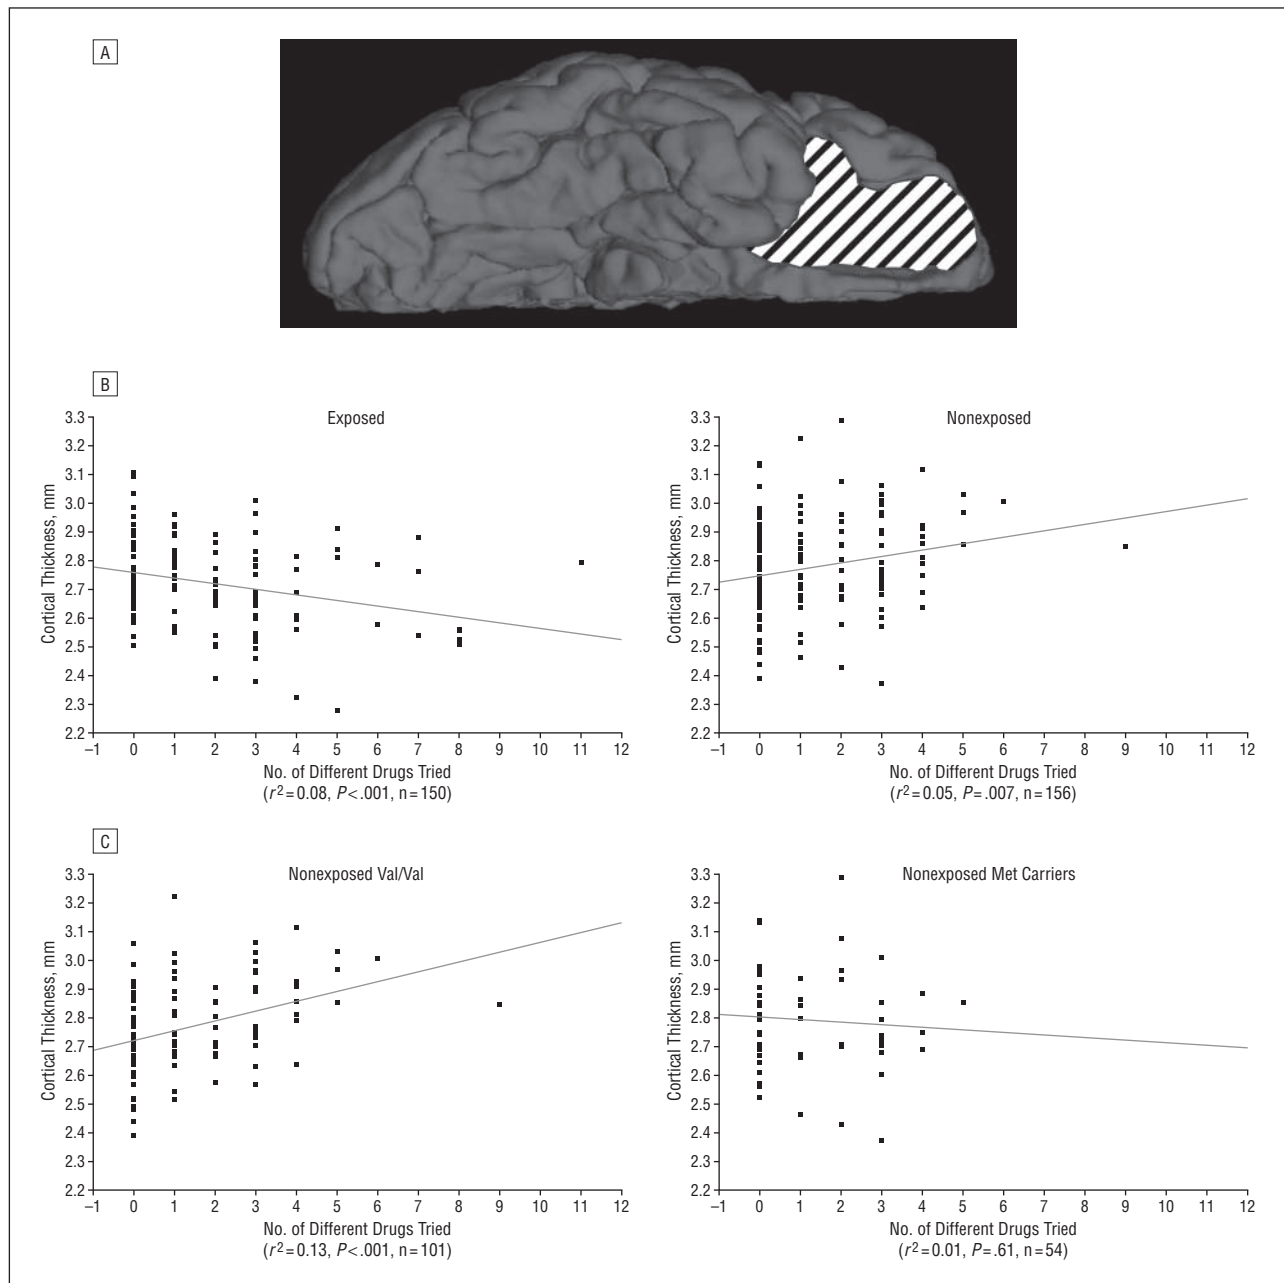 A
B
Exposed
3.3
3.2
3.1
3.0
2.9
2.8
2.7
2.6
2.5
2.4
2.3
2.2
Cortical Thickness, mm
–1 0 1 2 3 4 5 6 7 8 9 10 11 12
No. of Different Drugs Tried
(r²=0.08, P<.001, n=150)
Nonexposed
3.3
3.2
3.1
3.0
2.9
2.8
2.7
2.6
2.5
2.4
2.3
2.2
Cortical Thickness, mm
–1 0 1 2 3 4 5 6 7 8 9 10 11 12
No. of Different Drugs Tried
(r²=0.05, P=.007, n=156)
C
Nonexposed Val/Val
3.3
3.2
3.1
3.0
2.9
2.8
2.7
2.6
2.5
2.4
2.3
2.2
Cortical Thickness, mm
–1 0 1 2 3 4 5 6 7 8 9 10 11 12
No. of Different Drugs Tried
(r²=0.13, P<.001, n=101)
Nonexposed Met Carriers
3.3
3.2
3.1
3.0
2.9
2.8
2.7
2.6
2.5
2.4
2.3
2.2
Cortical Thickness, mm
–1 0 1 2 3 4 5 6 7 8 9 10 11 12
No. of Different Drugs Tried
(r²=0.01, P=.61, n=54)